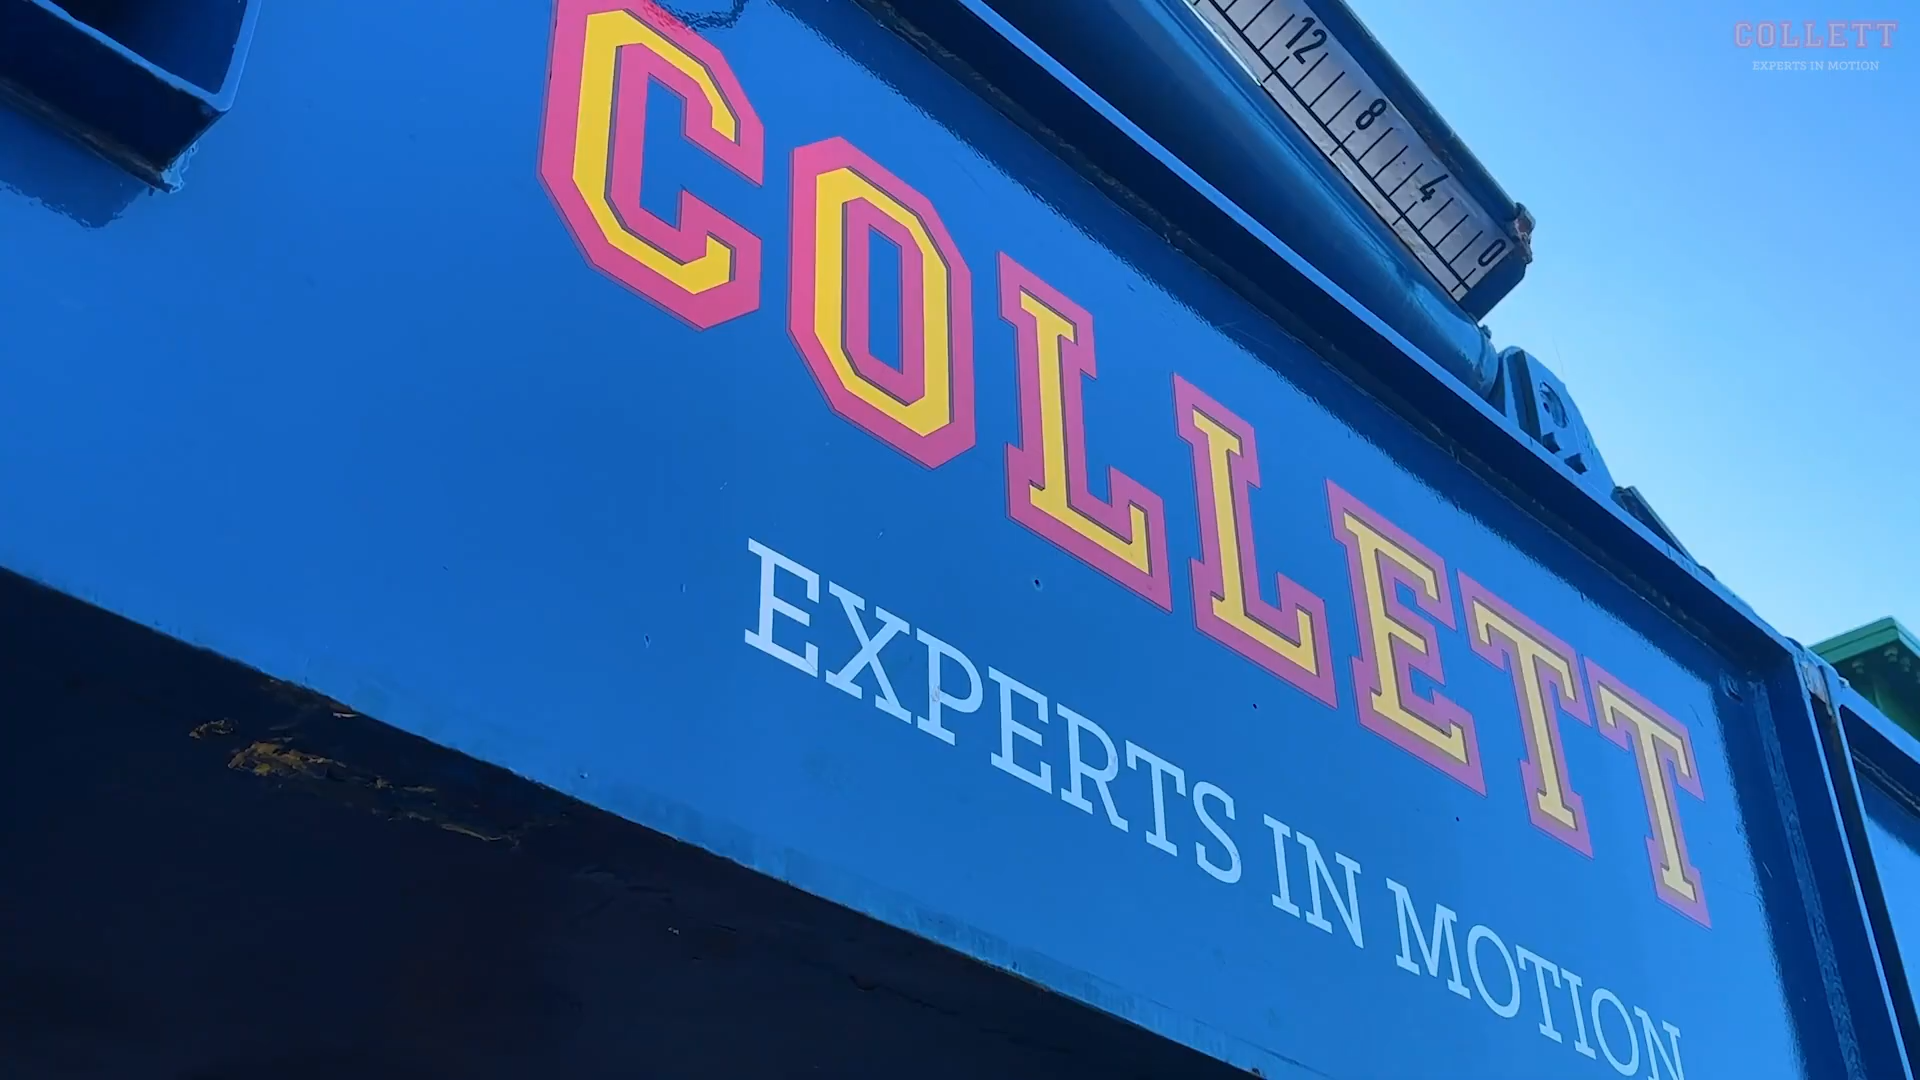 COLLETT
EXPERTS IN MOTION
12
8
4
0
COLLETT
EXPERTS IN MOTION